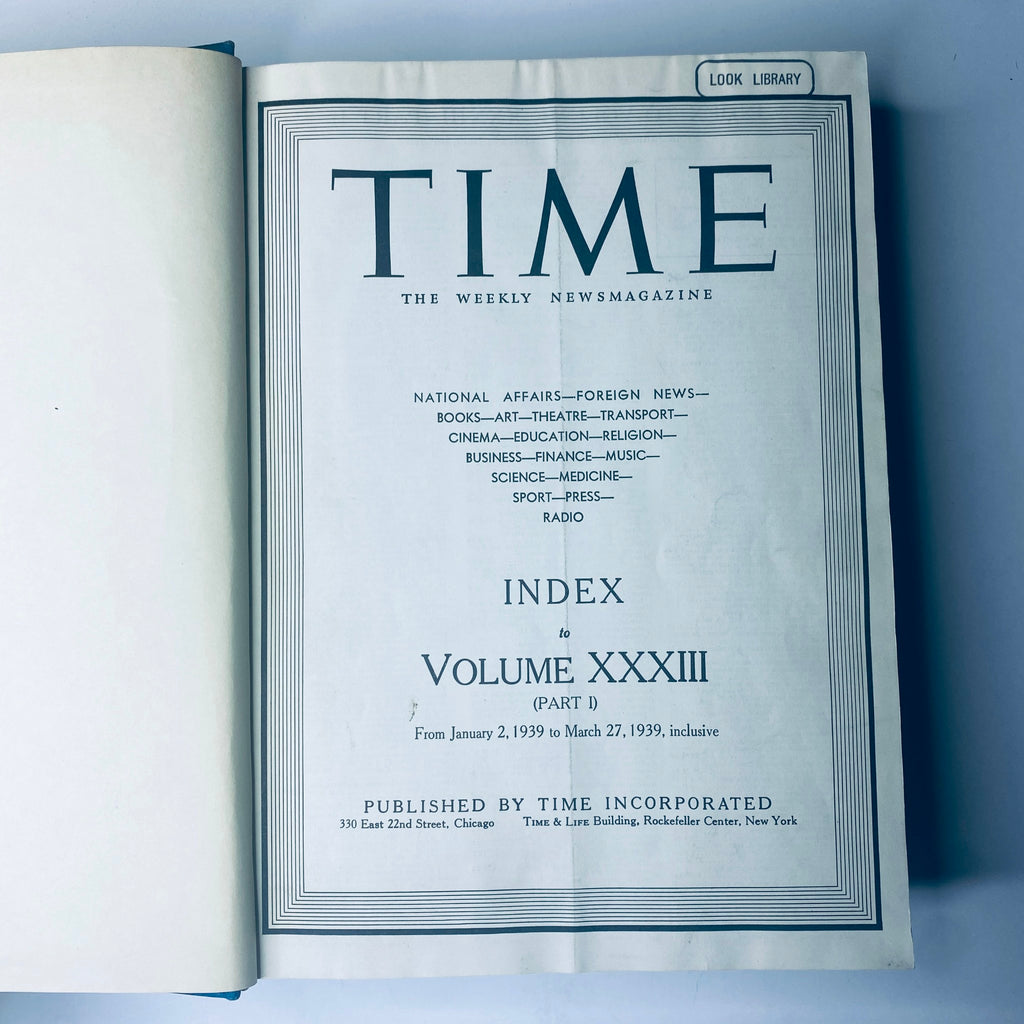 LOOK LIBRARY
TIME
THE WEEKLY NEWSMAGAZINE
NATIONAL AFFAIRS—FOREIGN NEWS—
BOOKS—ART—THEATRE—TRANSPORT—
CINEMA—EDUCATION—RELIGION—
BUSINESS—FINANCE—MUSIC—
SCIENCE—MEDICINE—
SPORT—PRESS—
RADIO
INDEX
to
VOLUME XXXIII
(PART I)
From January 2, 1939 to March 27, 1939, inclusive
PUBLISHED BY TIME INCORPORATED
330 East 22nd Street, Chicago TIME & LIFE Building, Rockefeller Center, New York